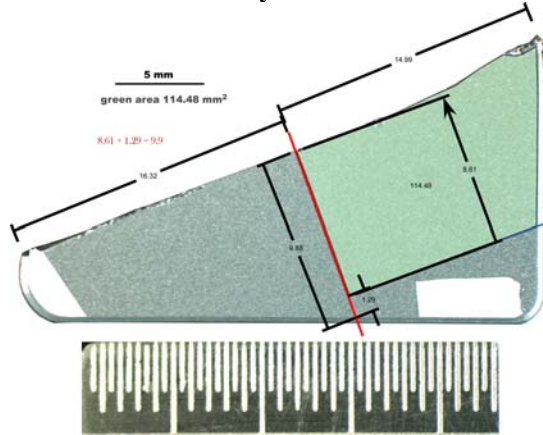 14.99
5 mm
green area 114.48 mm²
8.61 + 1.29 = 9.9
16.32
114.48
8.61
9.88
1.29